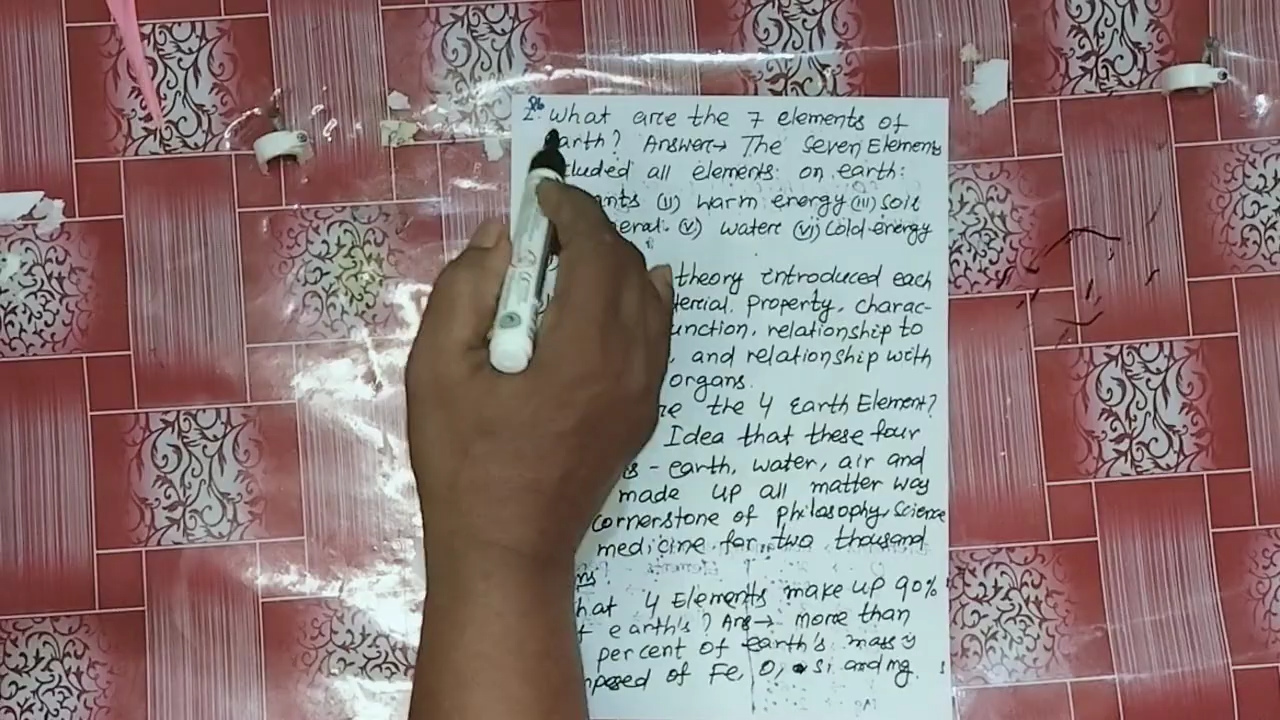 2. What are the 7 elements of
arth? Answer→ The Seven Elements
cluded all elements on earth:
nts (II) Warm energy (III) Soil
eral. (V) water (VI) Cold energy
theory introduced each
terial. Property, charac-
unction, relationship to
, and relationship with
organs.
re the 4 Earth Element?
Idea that these four
s - earth, water, air and
made up all matter was
cornerstone of philosophy, Science
medicine for two thousand
hat 4 Elements make up 90%
f earth's? Ans→ more than
percent of earth's mass is
posed of Fe, O, Si and mg.